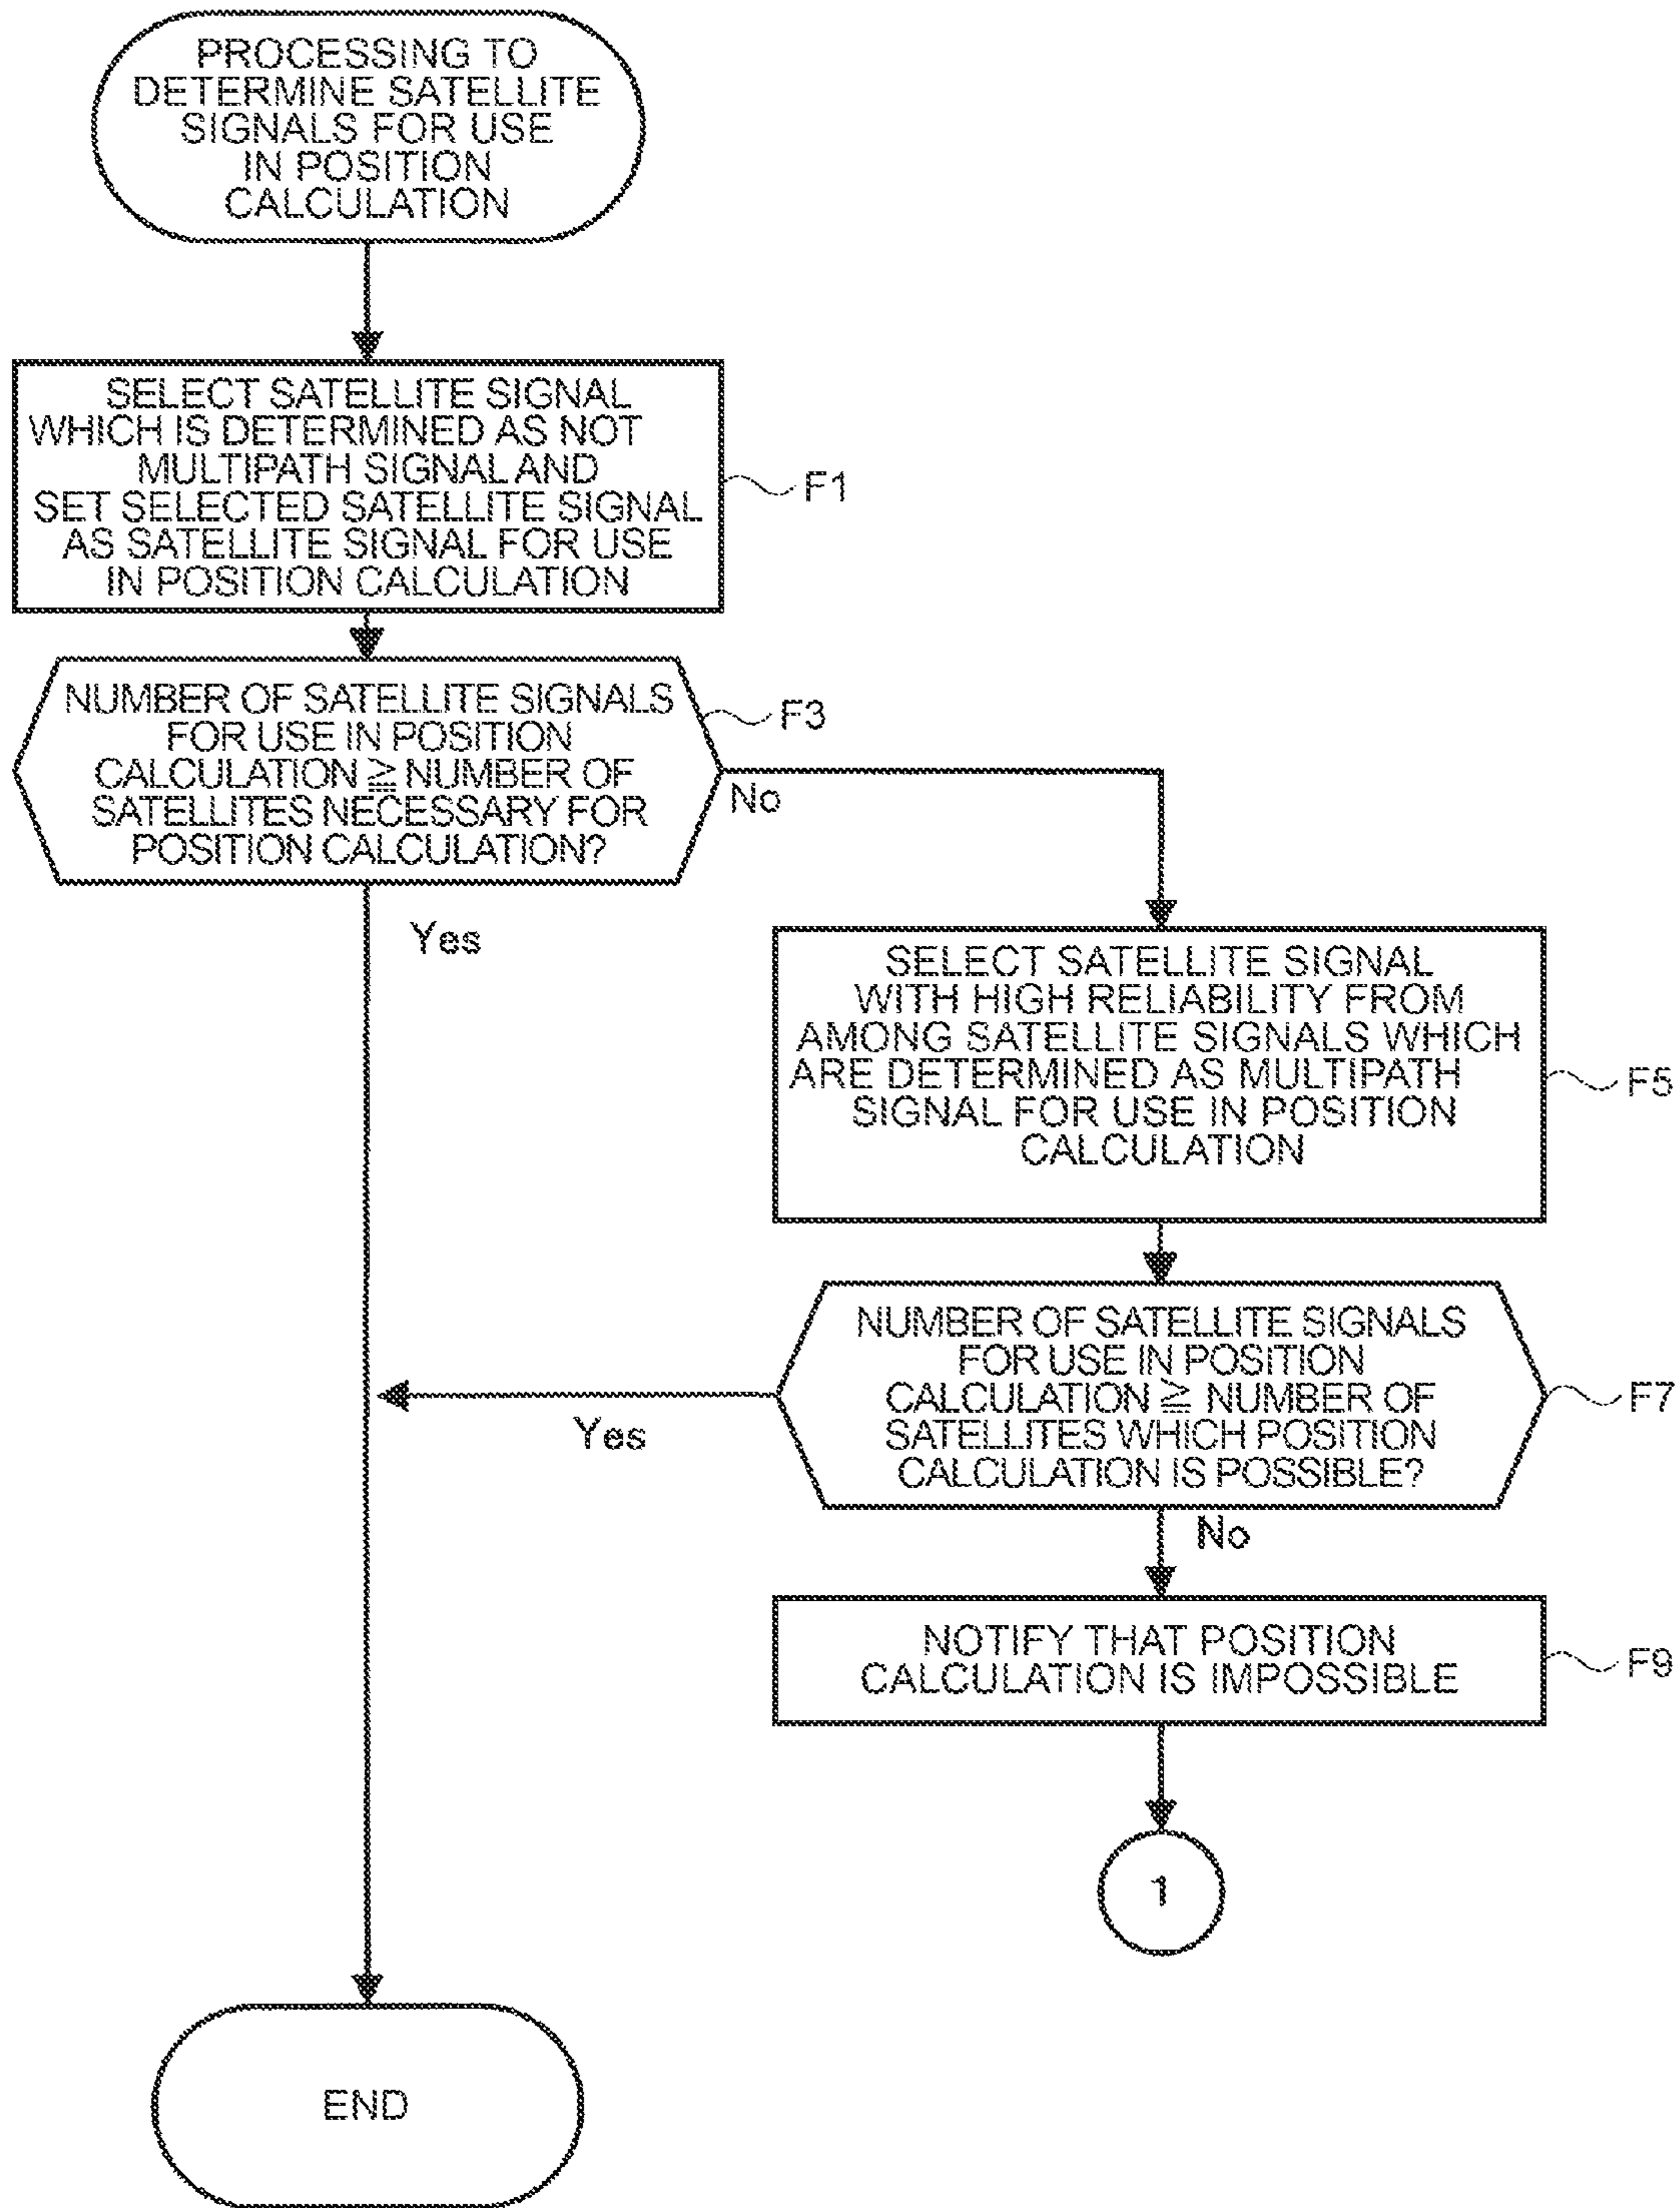 PROCESSING TO
DETERMINE SATELLITE
SIGNALS FOR USE
IN POSITION
CALCULATION
SELECT SATELLITE SIGNAL
WHICH IS DETERMINED AS NOT
MULTIPATH SIGNAL AND
SET SELECTED SATELLITE SIGNAL
AS SATELLITE SIGNAL FOR USE
IN POSITION CALCULATION
F1
NUMBER OF SATELLITE SIGNALS
FOR USE IN POSITION
CALCULATION ≧ NUMBER OF
SATELLITES NECESSARY FOR
POSITION CALCULATION?
F3
No
Yes
SELECT SATELLITE SIGNAL
WITH HIGH RELIABILITY FROM
AMONG SATELLITE SIGNALS WHICH
ARE DETERMINED AS MULTIPATH
SIGNAL FOR USE IN POSITION
CALCULATION
F5
NUMBER OF SATELLITE SIGNALS
FOR USE IN POSITION
CALCULATION ≧ NUMBER OF
SATELLITES WHICH POSITION
CALCULATION IS POSSIBLE?
F7
Yes
No
NOTIFY THAT POSITION
CALCULATION IS IMPOSSIBLE
F9
1
END